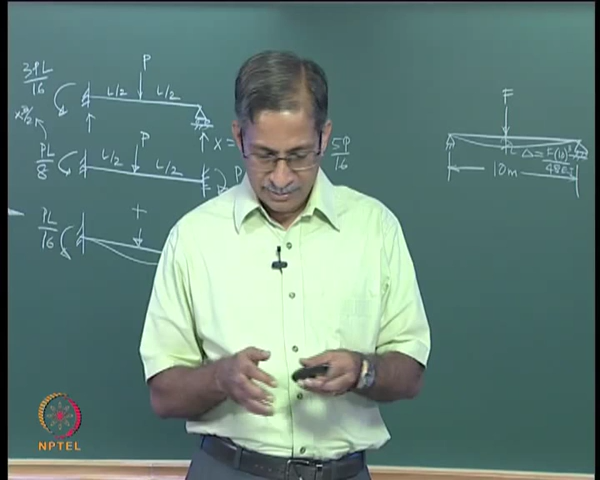 3PL/16
L/2
P
L/2
X =
5P/16
PL/8
L/2
P
L/2
P
PL/16
+
F
Δ = F(10)³/48EI
10m
NPTEL